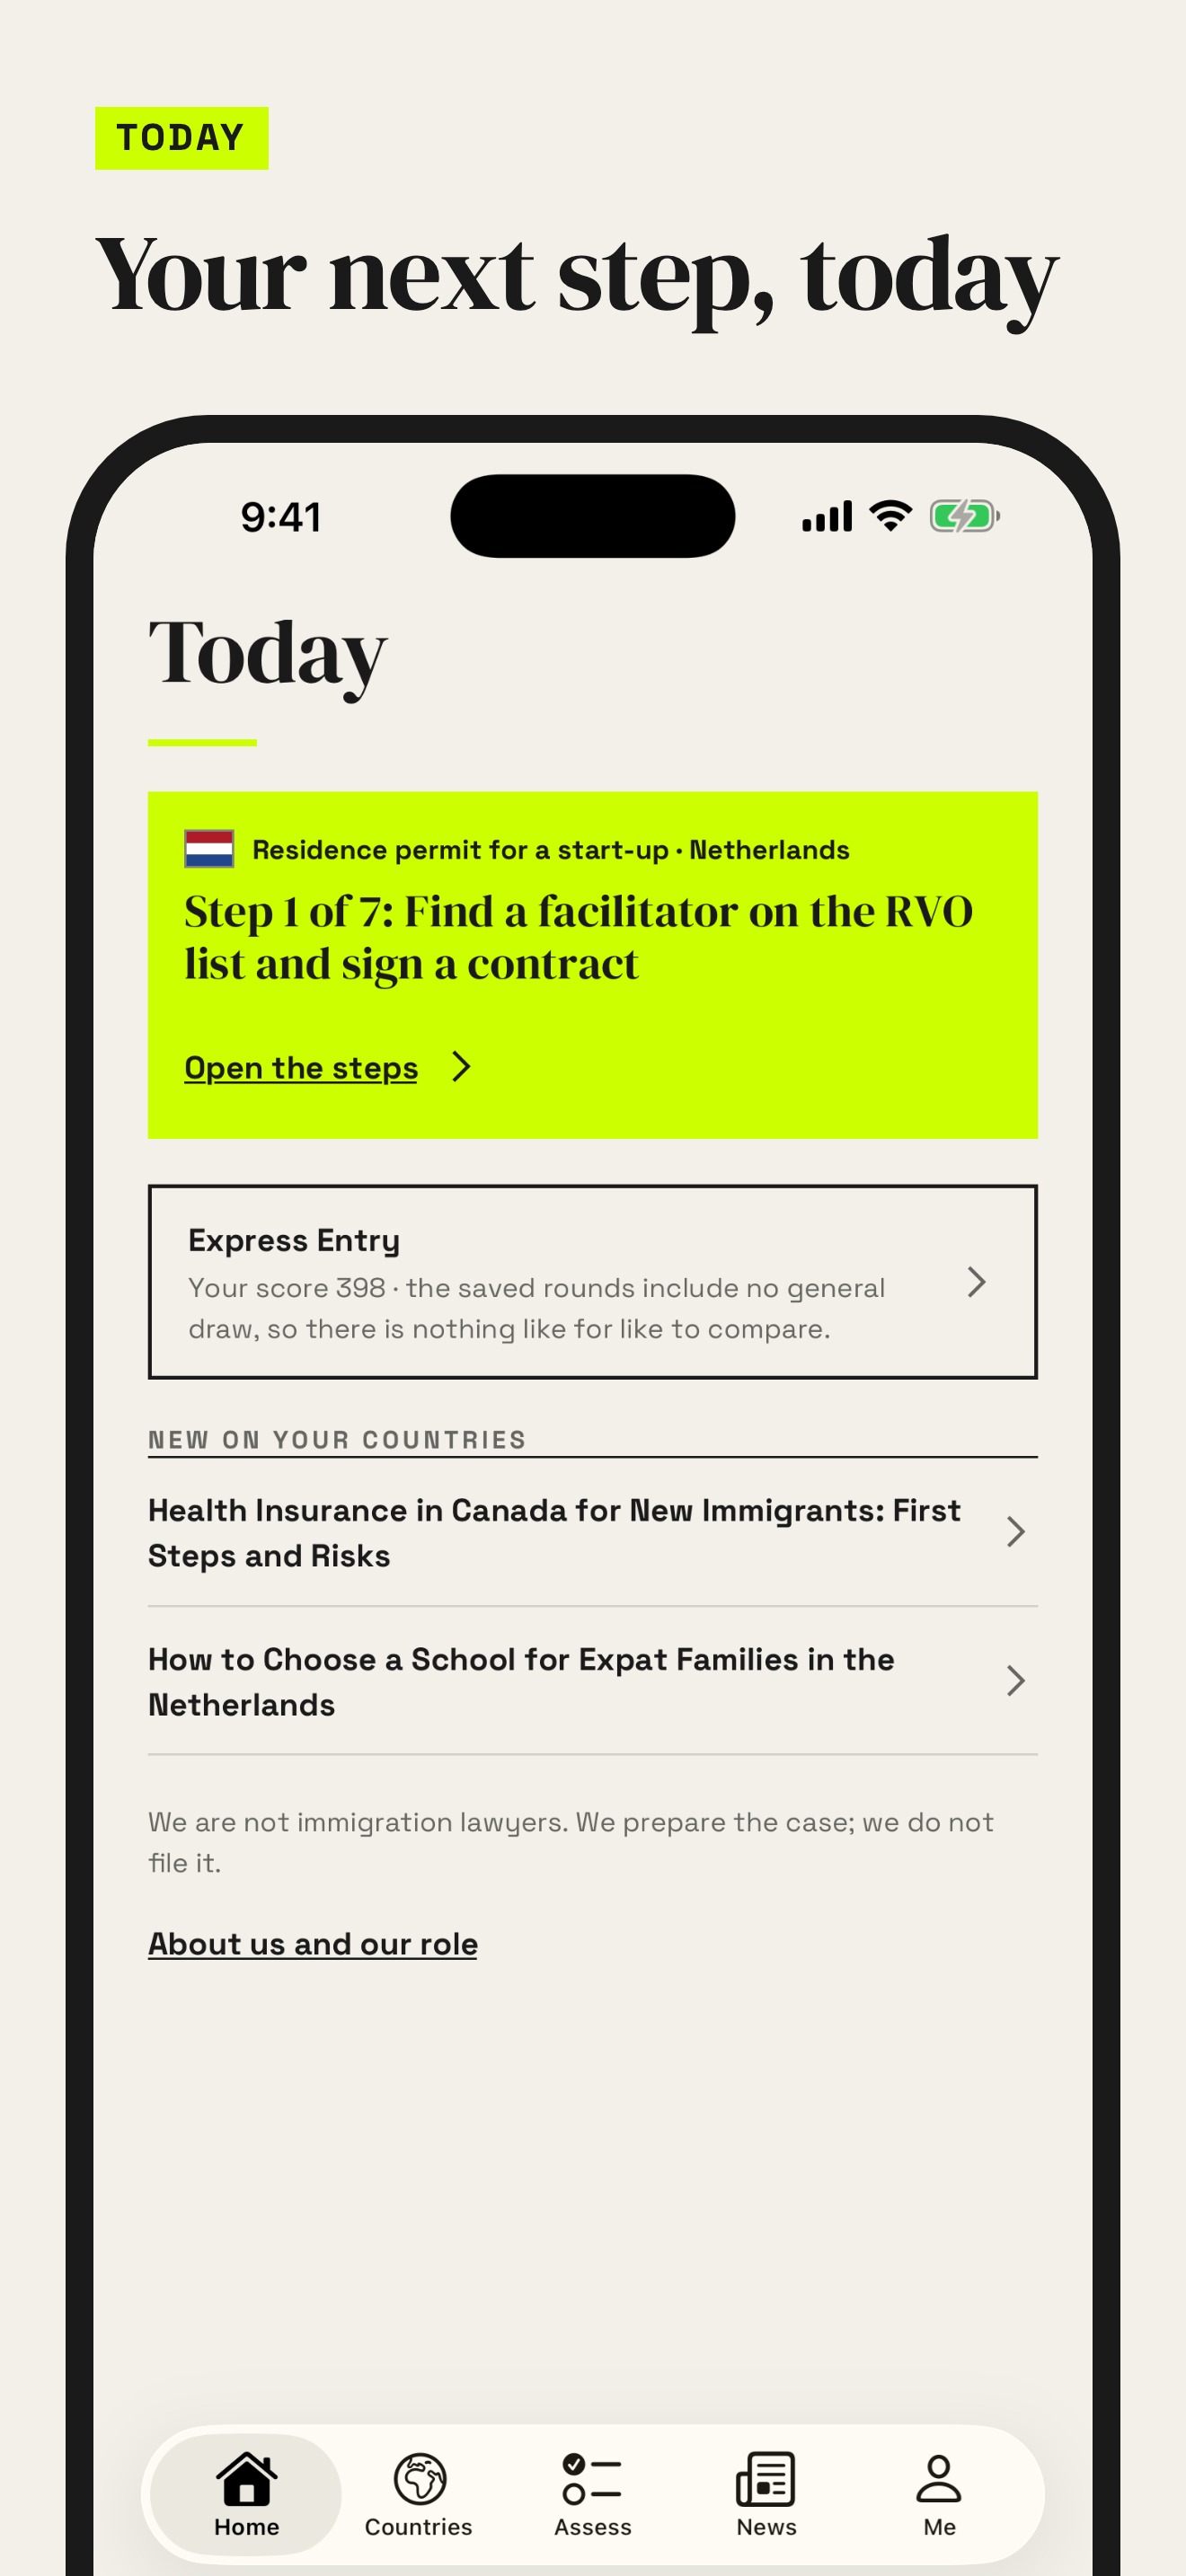 TODAY
Your next step, today
9:41
Today
Residence permit for a start-up · Netherlands
Step 1 of 7: Find a facilitator on the RVO
list and sign a contract
Open the steps
Express Entry
Your score 398 · the saved rounds include no general
draw, so there is nothing like for like to compare.
NEW ON YOUR COUNTRIES
Health Insurance in Canada for New Immigrants: First
Steps and Risks
How to Choose a School for Expat Families in the
Netherlands
We are not immigration lawyers. We prepare the case; we do not
file it.
About us and our role
Home Countries Assess News Me